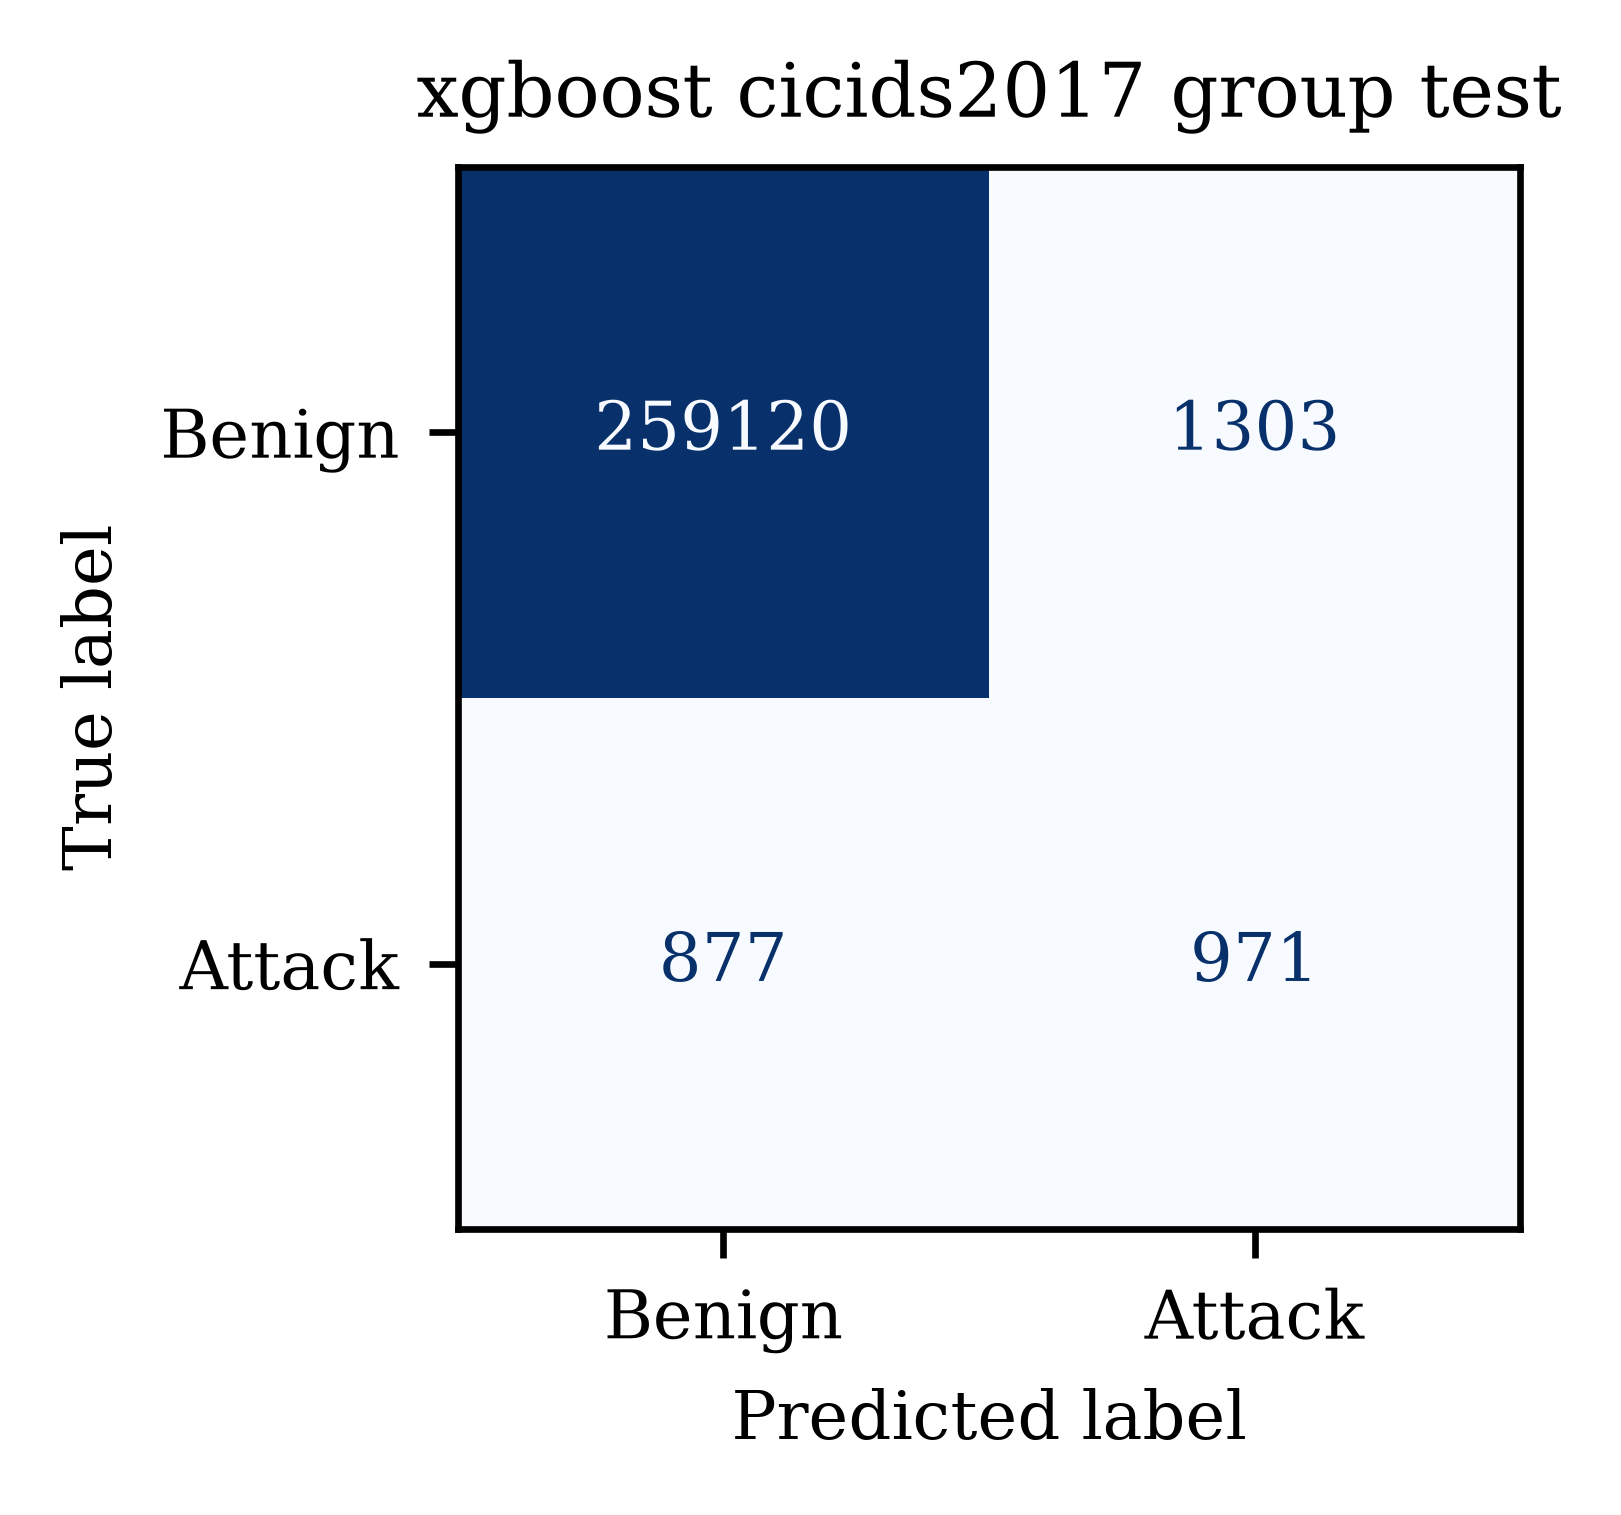 xgboost cicids2017 group test
True label
Benign
259120
1303
Attack
877
971
Benign
Attack
Predicted label